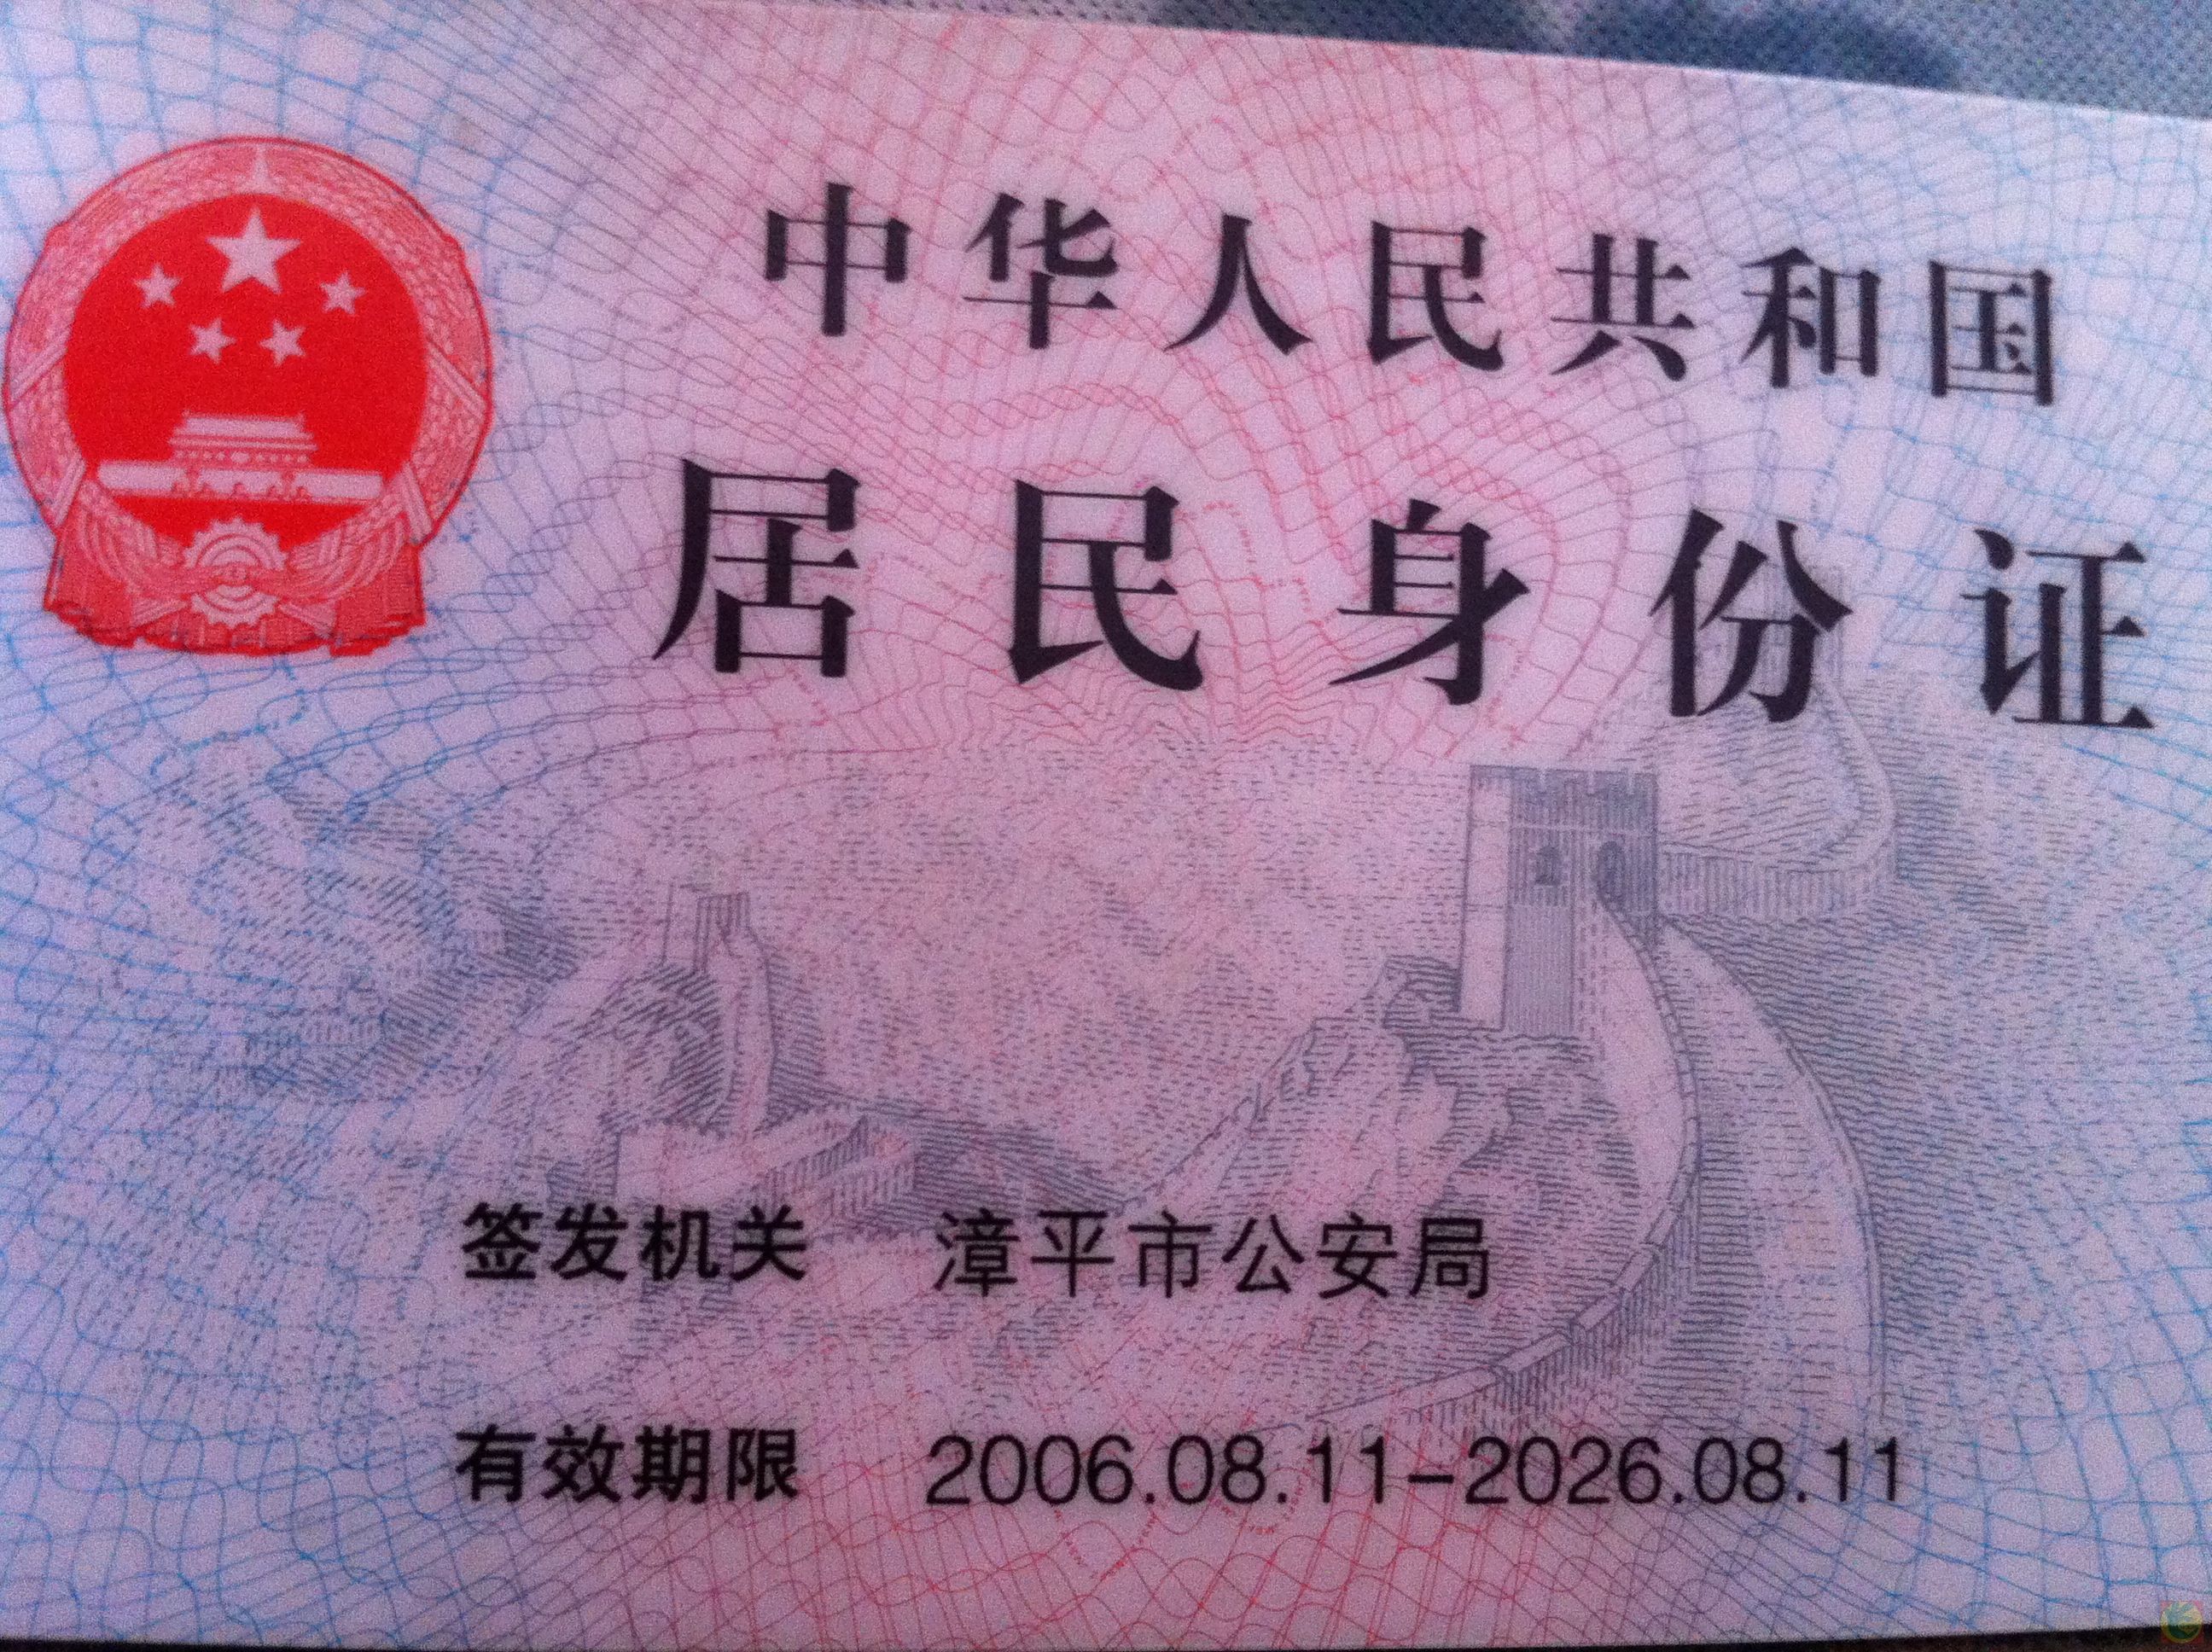 中华人民共和国
居民身份证
签发机关 漳平市公安局
有效期限 2006.08.11-2026.08.11